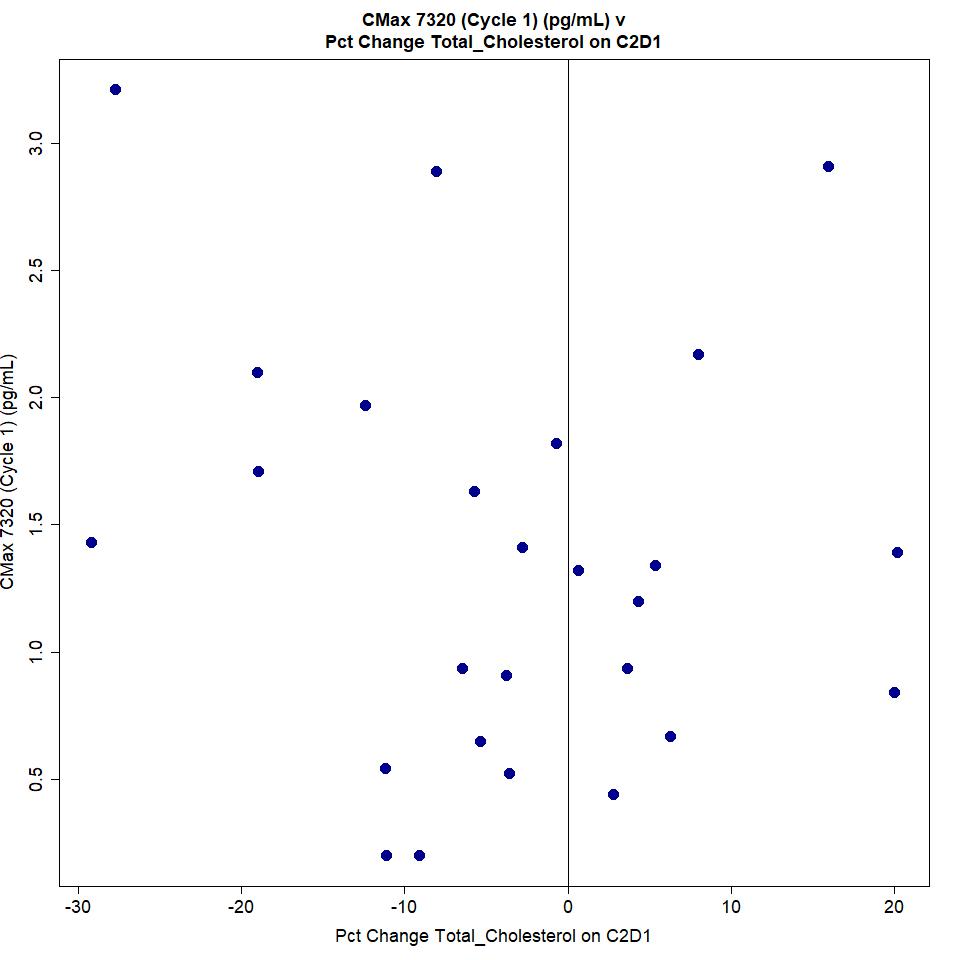 CMax 7320 (Cycle 1) (pg/mL) v
Pct Change Total_Cholesterol on C2D1
CMax 7320 (Cycle 1) (pg/mL)
3.0
2.5
2.0
1.5
1.0
0.5
-30 -20 -10 0 10 20
Pct Change Total_Cholesterol on C2D1